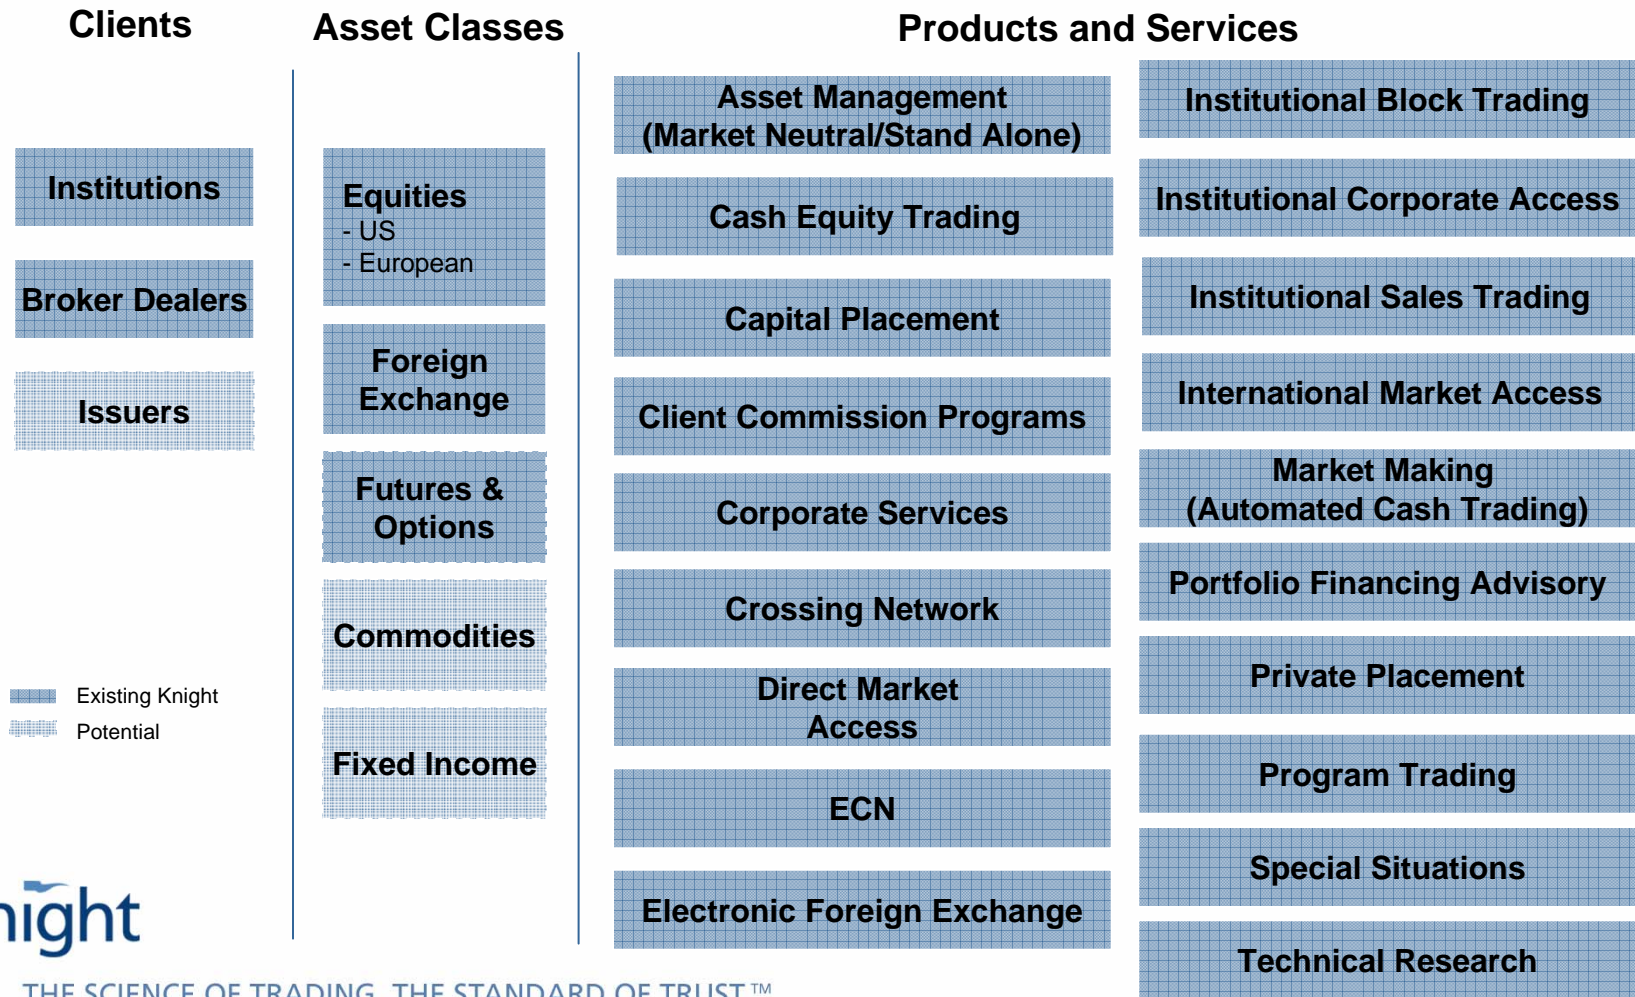 Clients
Asset Classes
Products and Services
Institutions
Broker Dealers
Issuers
Existing Knight
Potential
Equities
- US
- European
Foreign
Exchange
Futures &
Options
Commodities
Fixed Income
Asset Management
(Market Neutral/Stand Alone)
Cash Equity Trading
Capital Placement
Client Commission Programs
Corporate Services
Crossing Network
Direct Market
Access
ECN
Electronic Foreign Exchange
Institutional Block Trading
Institutional Corporate Access
Institutional Sales Trading
International Market Access
Market Making
(Automated Cash Trading)
Portfolio Financing Advisory
Private Placement
Program Trading
Special Situations
Technical Research
night
THE SCIENCE OF TRADING, THE STANDARD OF TRUST.™